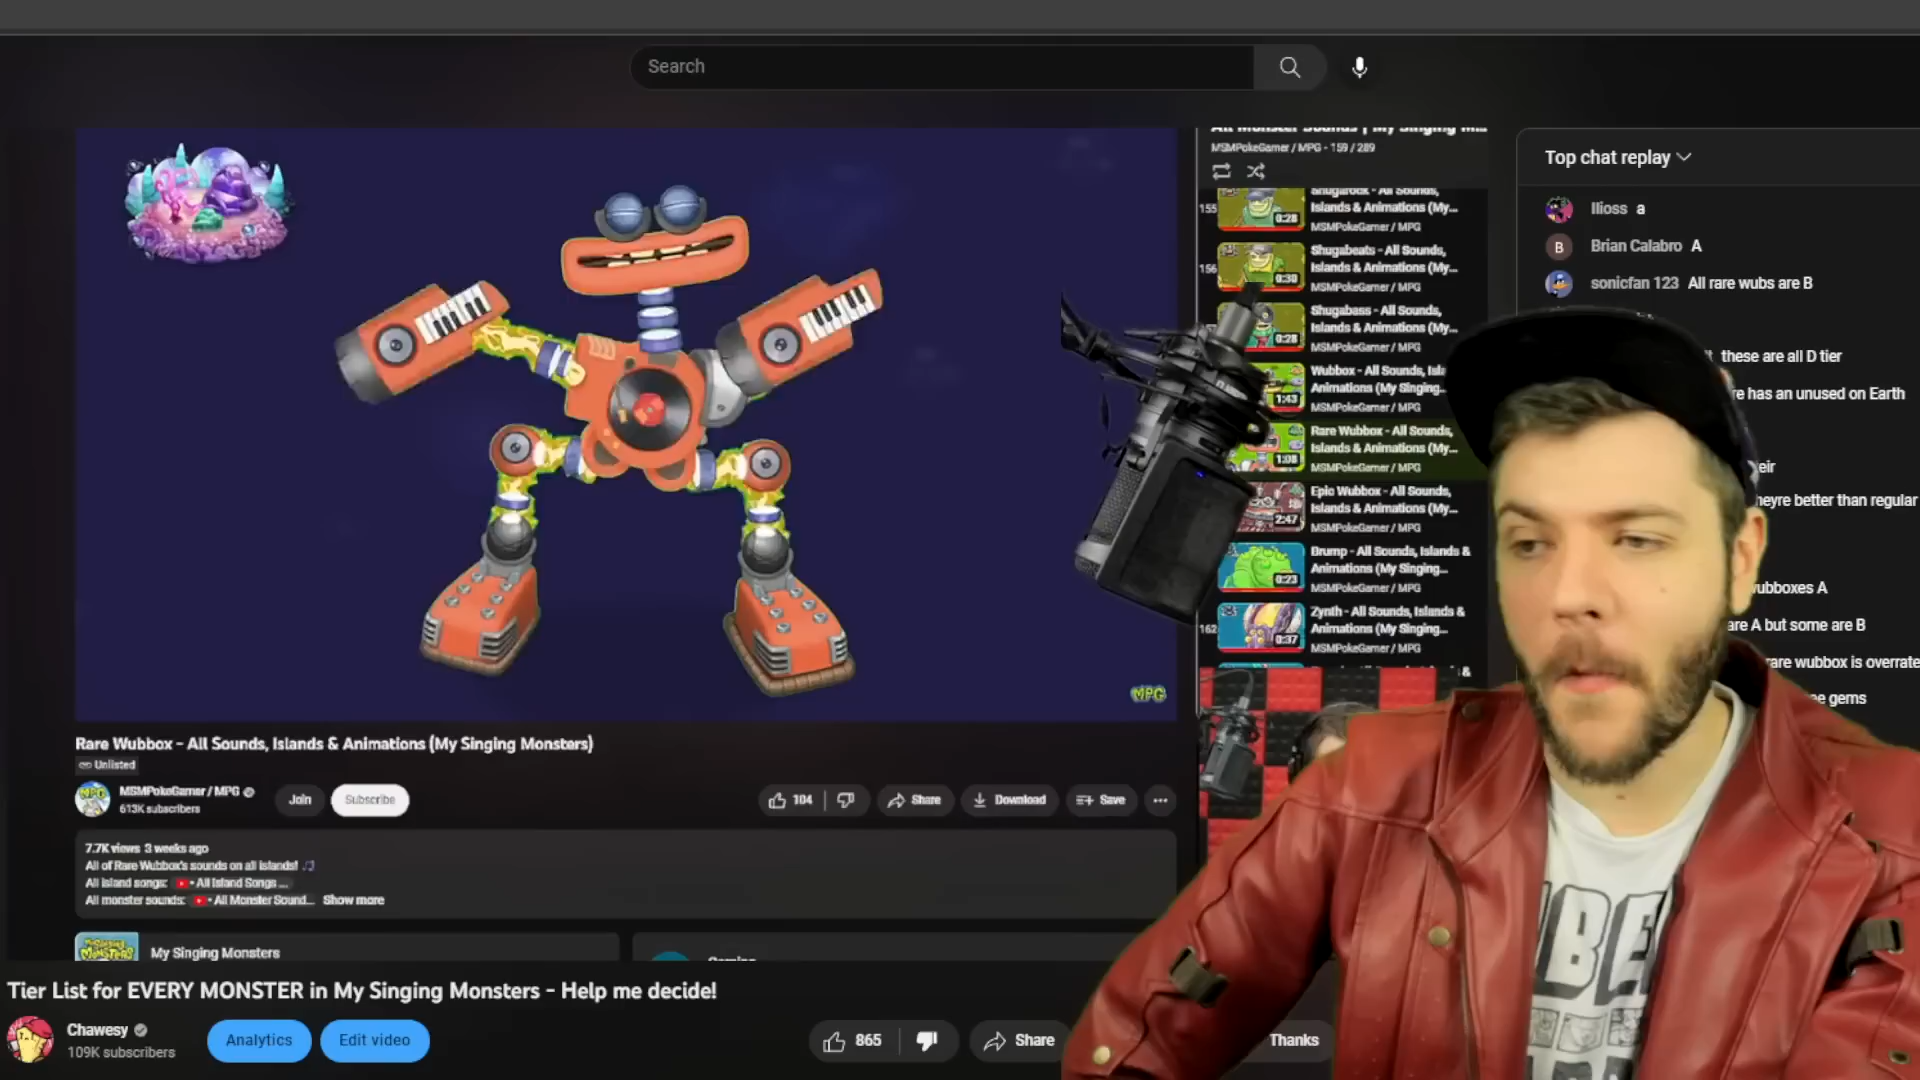 Search
MSMPokeGamer / MPG - 159 / 289
155
Shugarock - All Sounds,
Islands & Animations (My...
MSMPokeGamer / MPG
0:28
156
Shugabeats - All Sounds,
Islands & Animations (My...
MSMPokeGamer / MPG
0:30
Shugabass - All Sounds,
Islands & Animations (My...
MSMPokeGamer / MPG
0:28
Wubbox - All Sounds, Isla
Animations (My Singing
MSMPokeGamer / MPG
1:43
Rare Wubbox - All Sounds,
Islands & Animations (My...
MSMPokeGamer / MPG
1:08
Epic Wubbox - All Sounds,
Islands & Animations (My...
MSMPokeGamer / MPG
2:47
Brump - All Sounds, Islands &
Animations (My Singing...
MSMPokeGamer / MPG
0:23
162
Zynth - All Sounds, Islands &
Animations (My Singing...
MSMPokeGamer / MPG
0:37
&
Top chat replay
Ilioss a
B Brian Calabro A
sonicfan 123 All rare wubs are B
these are all D tier
re has an unused on Earth
eir
heyre better than regular
wubboxes A
are A but some are B
rare wubbox is overrate
gems
MPG
Rare Wubbox - All Sounds, Islands & Animations (My Singing Monsters)
Unlisted
MSMPokeGamer / MPG
613K subscribers
Join
Subscribe
104
Share
Download
Save
7.7K views 3 weeks ago
All of Rare Wubbox's sounds on all islands! 🎵
All island songs: • All Island Songs ...
All monster sounds: • All Monster Sound... Show more
My Singing Monsters
Tier List for EVERY MONSTER in My Singing Monsters - Help me decide!
Chawesy
109K subscribers
Analytics
Edit video
865
Share
Thanks